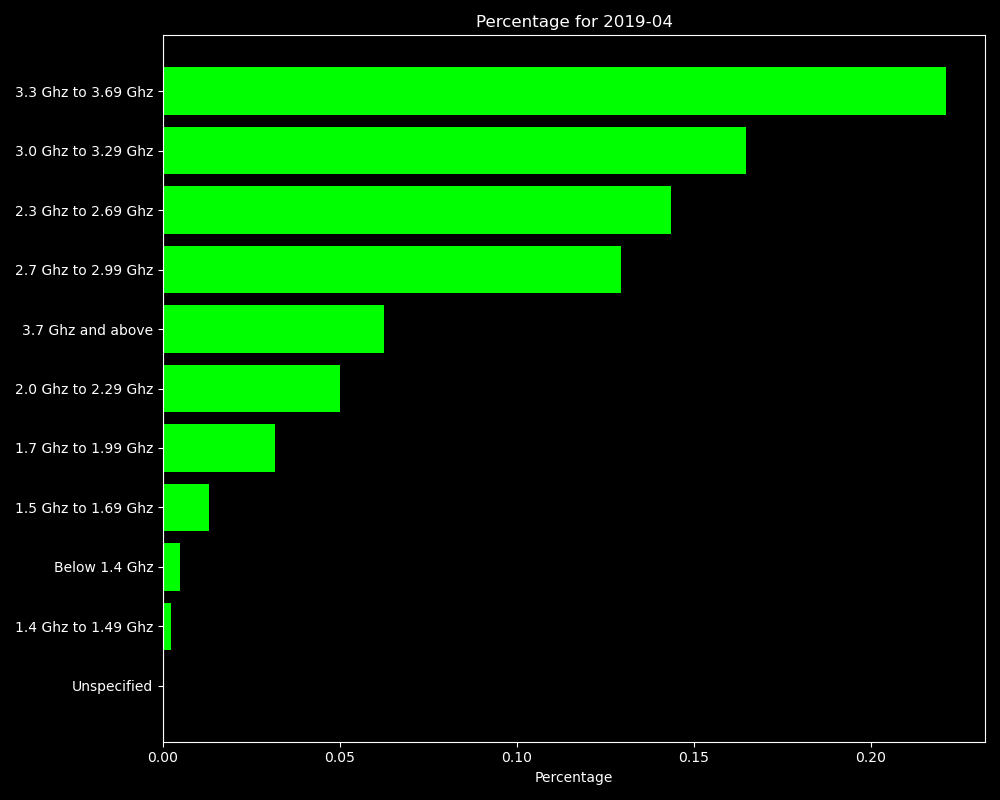 Percentage for 2019-04
3.3 Ghz to 3.69 Ghz
3.0 Ghz to 3.29 Ghz
2.3 Ghz to 2.69 Ghz
2.7 Ghz to 2.99 Ghz
3.7 Ghz and above
2.0 Ghz to 2.29 Ghz
1.7 Ghz to 1.99 Ghz
1.5 Ghz to 1.69 Ghz
Below 1.4 Ghz
1.4 Ghz to 1.49 Ghz
Unspecified
0.00 0.05 0.10 0.15 0.20
Percentage